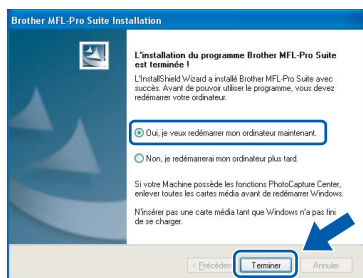 Brother MFL-Pro Suite Installation
L'installation du programme Brother MFL-Pro Suite
est terminée !
L'InstallShield Wizard a installé Brother MFL-Pro Suite avec
succès. Avant de pouvoir utiliser le programme, vous devez
redémarrer votre ordinateur.
Oui, je veux redémarrer mon ordinateur maintenant.
Non, je redémarrerai mon ordinateur plus tard.
Si votre Machine possède les fonctions PhotoCapture Center,
enlever toutes les cartes média avant de redémarrer Windows.
N'insérer pas une carte média tant que Windows n'a pas fini
de se charger.
< Précéden
Terminer
Annuler